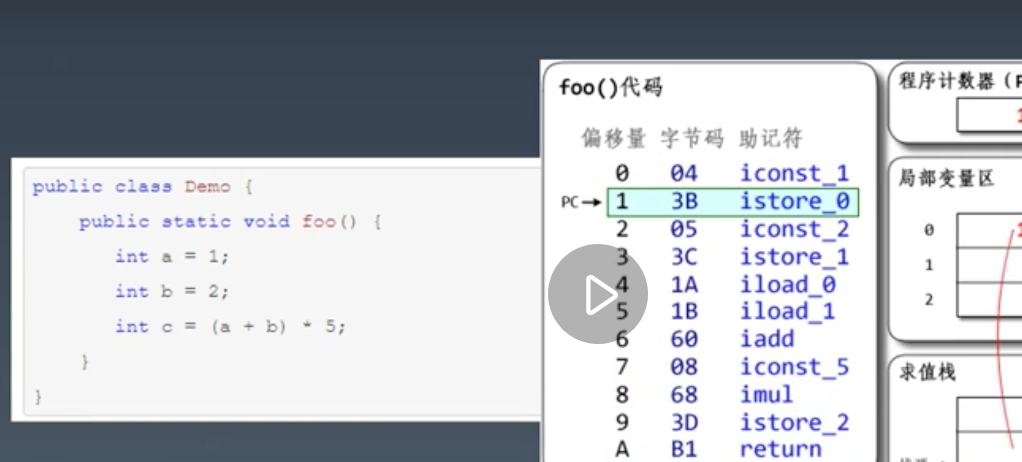 public class Demo {
public static void foo() {
int a = 1;
int b = 2;
int c = (a + b) * 5;
}
}
foo()代码
偏移量 字节码 助记符
0 04 iconst_1
PC→ 1 3B istore_0
2 05 iconst_2
3 3C istore_1
4 1A iload_0
5 1B iload_1
6 60 iadd
7 08 iconst_5
8 68 imul
9 3D istore_2
A B1 return
程序计数器(P
1
局部变量区
0 1
1
2
求值栈